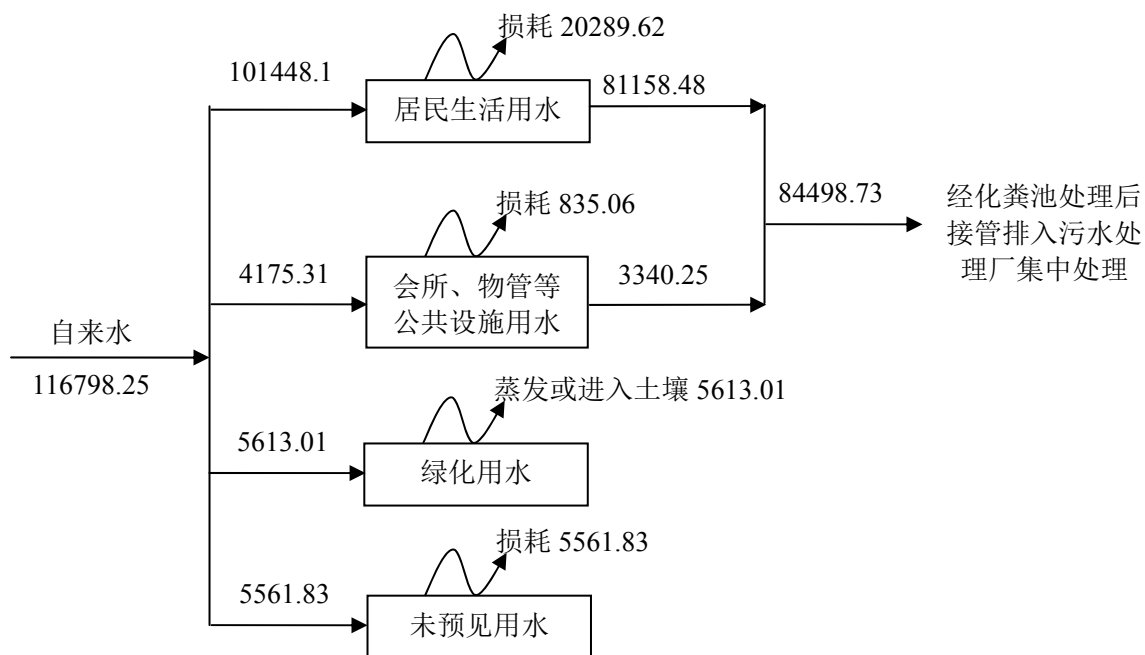 损耗 20289.62
101448.1
居民生活用水
81158.48
损耗 835.06
4175.31
会所、物管等
公共设施用水
3340.25
84498.73
经化粪池处理后
接管排入污水处
理厂集中处理
自来水
116798.25
蒸发或进入土壤 5613.01
5613.01
绿化用水
损耗 5561.83
5561.83
未预见用水